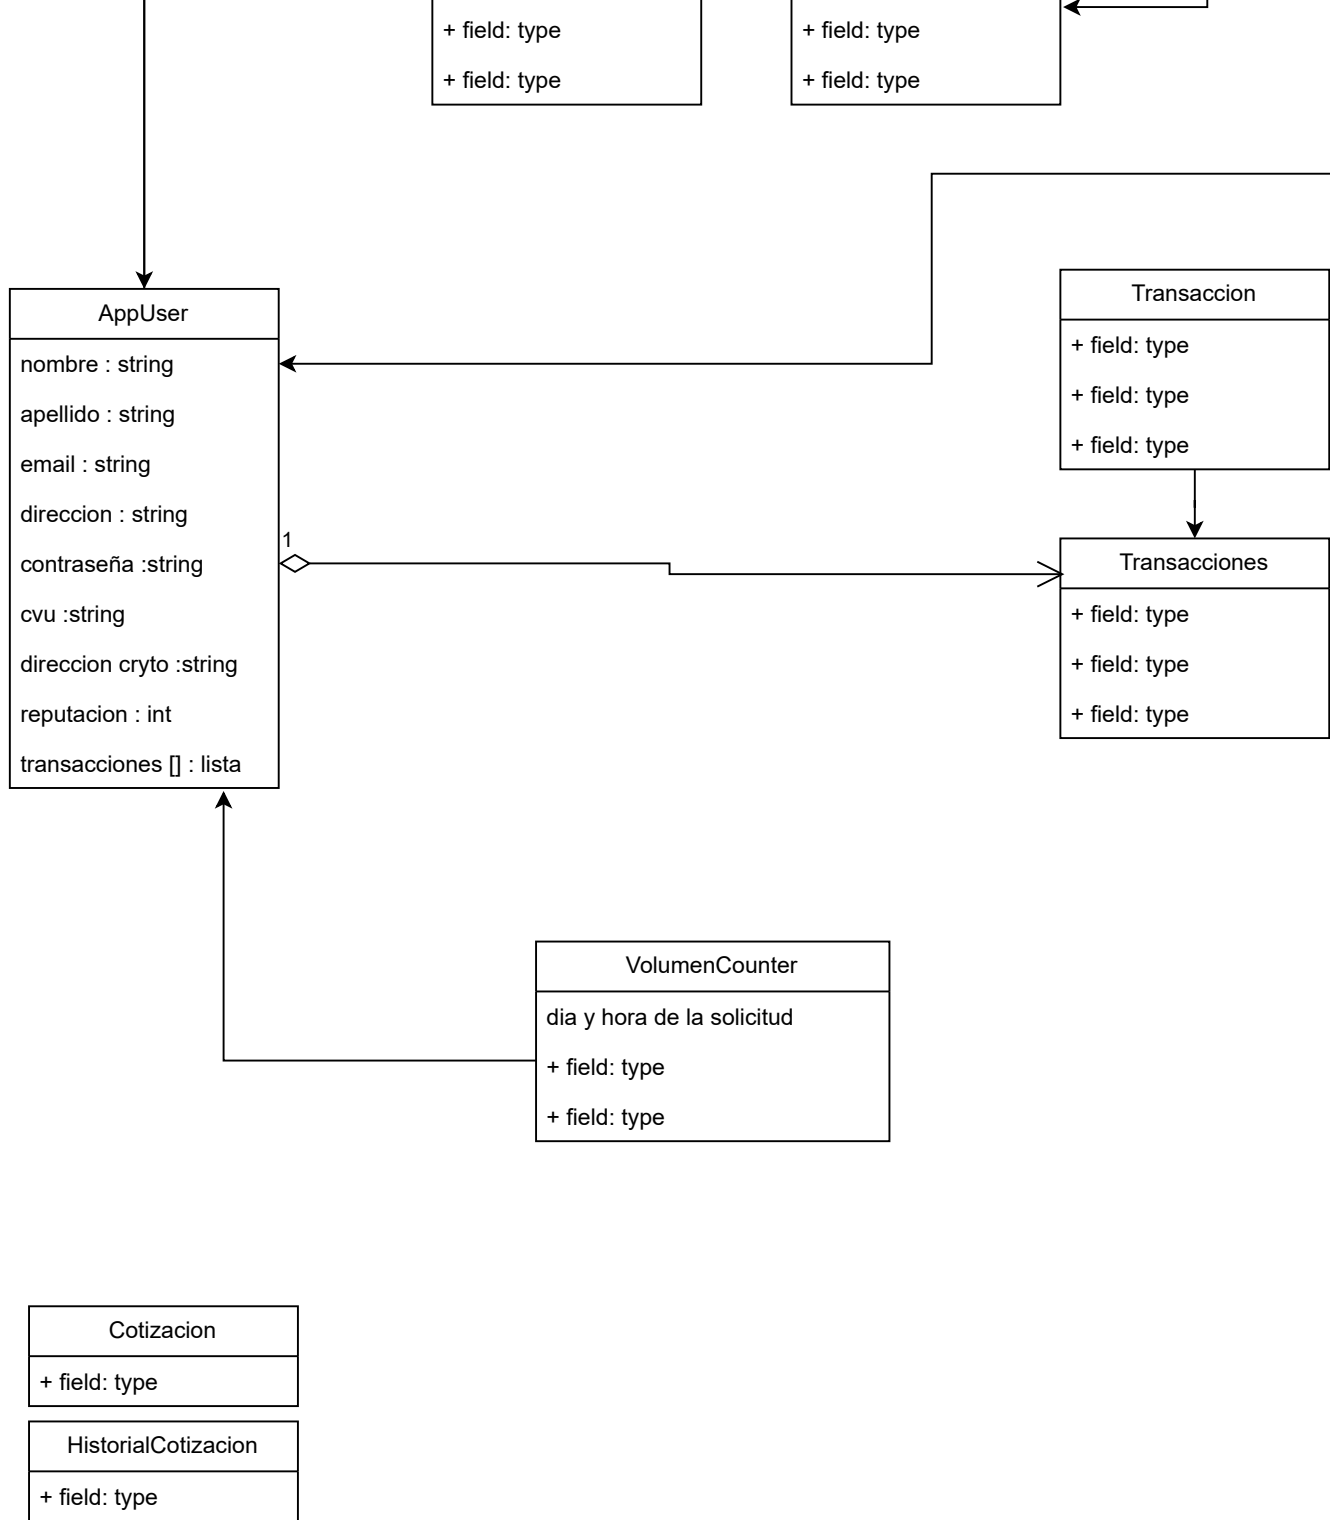 + field: type
+ field: type
+ field: type
+ field: type
AppUser
nombre : string
apellido : string
email : string
direccion : string
contraseña :string
cvu :string
direccion cryto :string
reputacion : int
transacciones [] : lista
1
Transaccion
+ field: type
+ field: type
+ field: type
Transacciones
+ field: type
+ field: type
+ field: type
VolumenCounter
dia y hora de la solicitud
+ field: type
+ field: type
Cotizacion
+ field: type
HistorialCotizacion
+ field: type